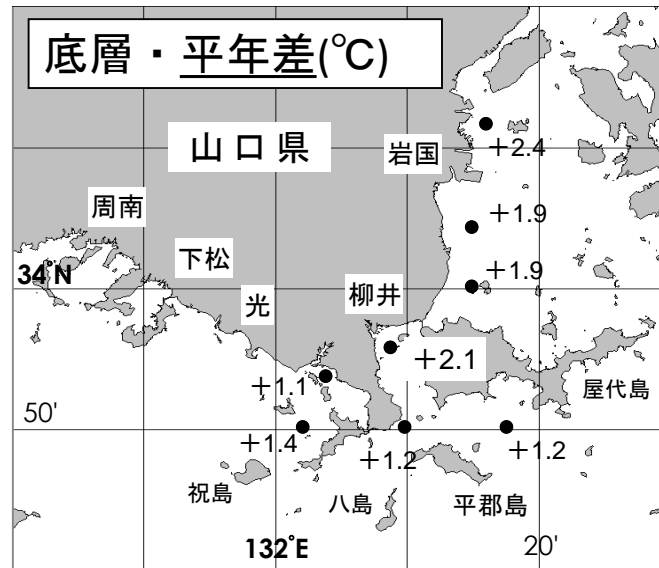 底層・平年差(℃)
山口県
岩国
+2.4
周南
+1.9
下松
34°N
+1.9
柳井
光
+2.1
+1.1
屋代島
50'
+1.4
+1.2
+1.2
祝島
八島
平郡島
132°E
20'